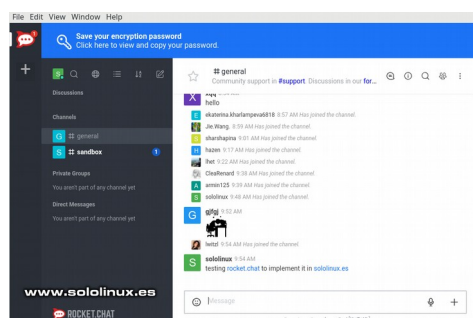 File Edit View Window Help
Save your encryption password
Click here to view and copy your password.
S
# general
Community support in #support. Discussions in our for...
Discussions
Channels
G # general
S # sandbox 1
Private Groups
You aren't part of any channel yet
Direct Messages
You aren't part of any channel yet
hello
E ekaterina.kharlampeva6818 8:57 AM Has joined the channel.
Jie.Wang. 8:59 AM Has joined the channel.
S sharshapina 9:01 AM Has joined the channel.
H hazen 9:17 AM Has joined the channel.
lhet 9:22 AM Has joined the channel.
CleaRenard 9:38 AM Has joined the channel.
A armin125 9:39 AM Has joined the channel.
S sololinux 9:48 AM Has joined the channel.
G gjfgj 9:52 AM
lwitzl 9:54 AM Has joined the channel.
S sololinux 9:54 AM
testing rocket.chat to implement it in sololinux.es
www.sololinux.es
Message
ROCKET.CHAT